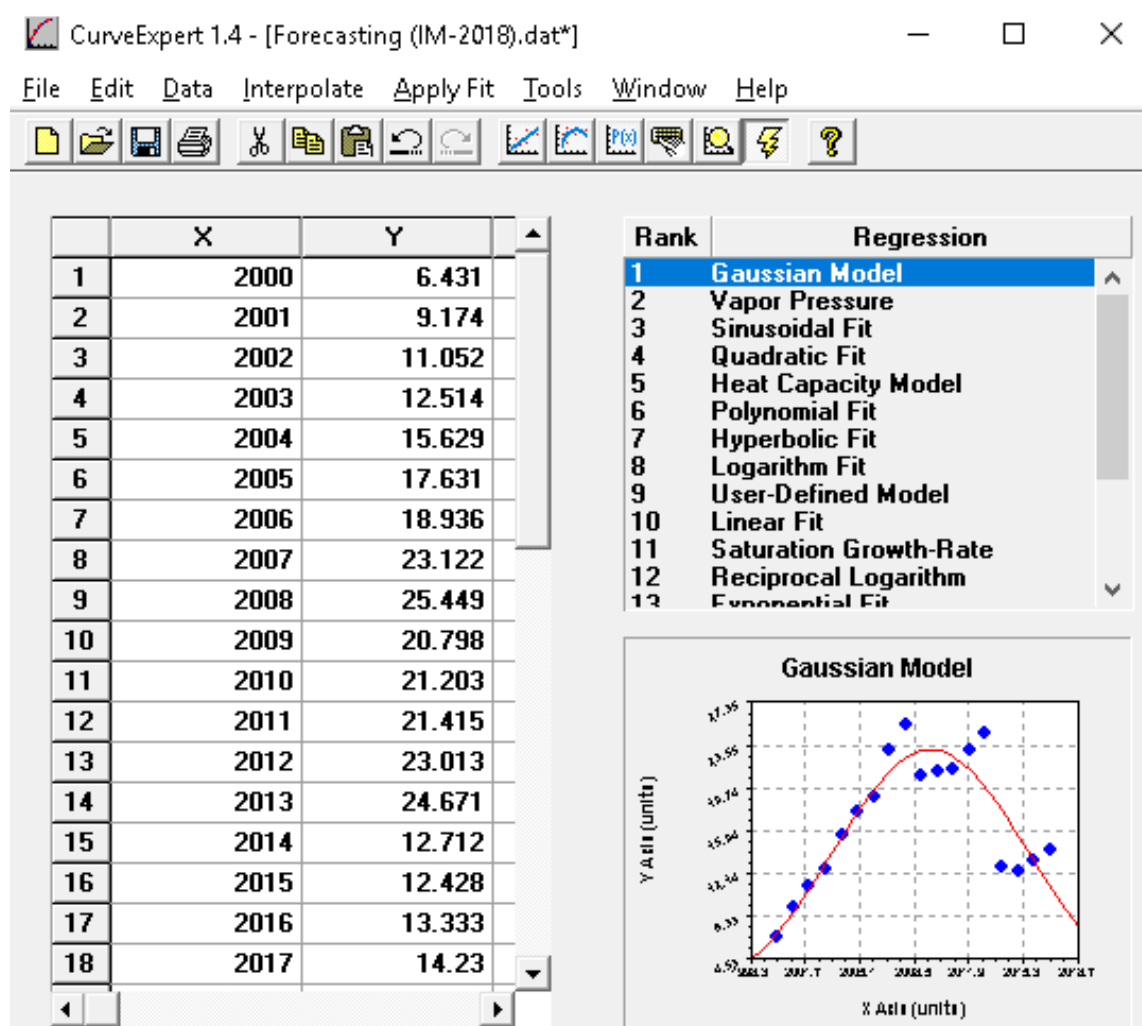 CurveExpert 1.4 - [Forecasting (IM-2018).dat*]
File Edit Data Interpolate Apply Fit Tools Window Help
X Y
1 2000 6.431
2 2001 9.174
3 2002 11.052
4 2003 12.514
5 2004 15.629
6 2005 17.631
7 2006 18.936
8 2007 23.122
9 2008 25.449
10 2009 20.798
11 2010 21.203
12 2011 21.415
13 2012 23.013
14 2013 24.671
15 2014 12.712
16 2015 12.428
17 2016 13.333
18 2017 14.23
Rank Regression
1 Gaussian Model
2 Vapor Pressure
3 Sinusoidal Fit
4 Quadratic Fit
5 Heat Capacity Model
6 Polynomial Fit
7 Hyperbolic Fit
8 Logarithm Fit
9 User-Defined Model
10 Linear Fit
11 Saturation Growth-Rate
12 Reciprocal Logarithm
13 Exponential Fit
Gaussian Model
Y Axis (units)
X Axis (units)